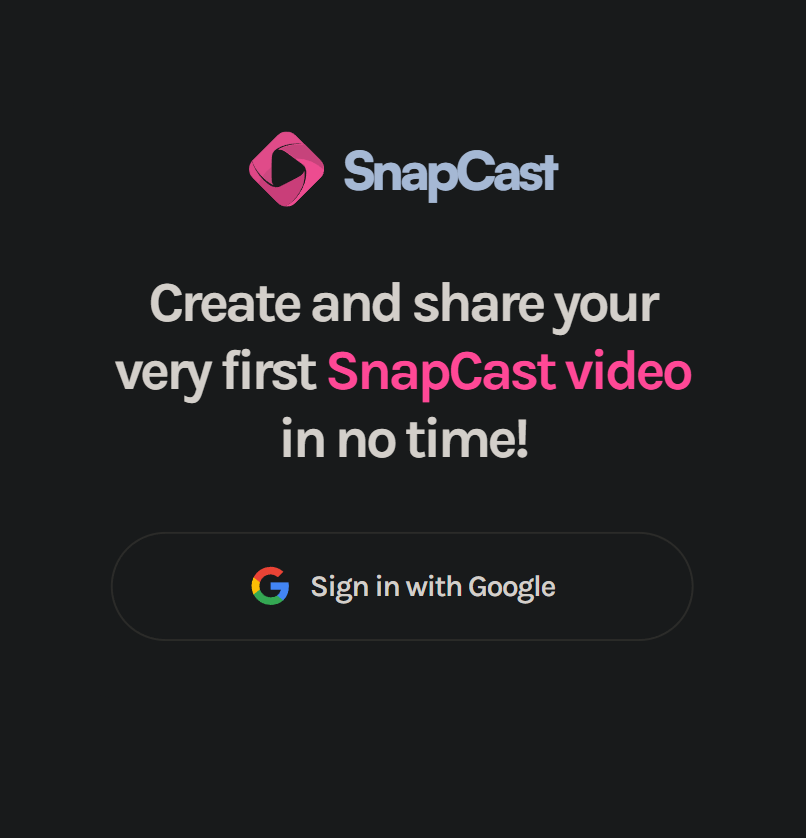 SnapCast
Create and share your
very first SnapCast video
in no time!
Sign in with Google